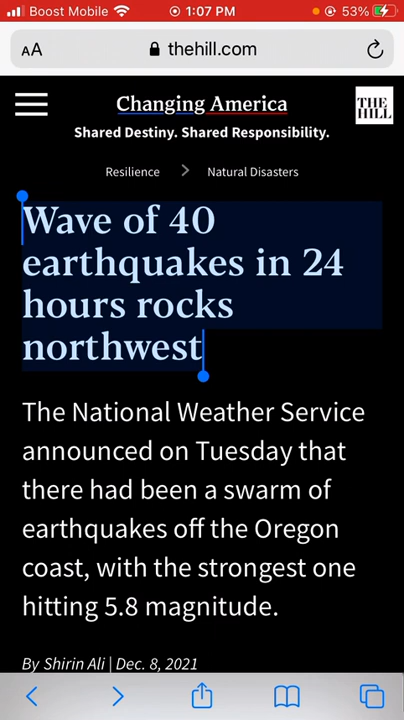 Boost Mobile 1:07 PM 53%
AA thehill.com
Changing America
THE
HILL
Shared Destiny. Shared Responsibility.
Resilience > Natural Disasters
Wave of 40
earthquakes in 24
hours rocks
northwest
The National Weather Service
announced on Tuesday that
there had been a swarm of
earthquakes off the Oregon
coast, with the strongest one
hitting 5.8 magnitude.
By Shirin Ali | Dec. 8, 2021